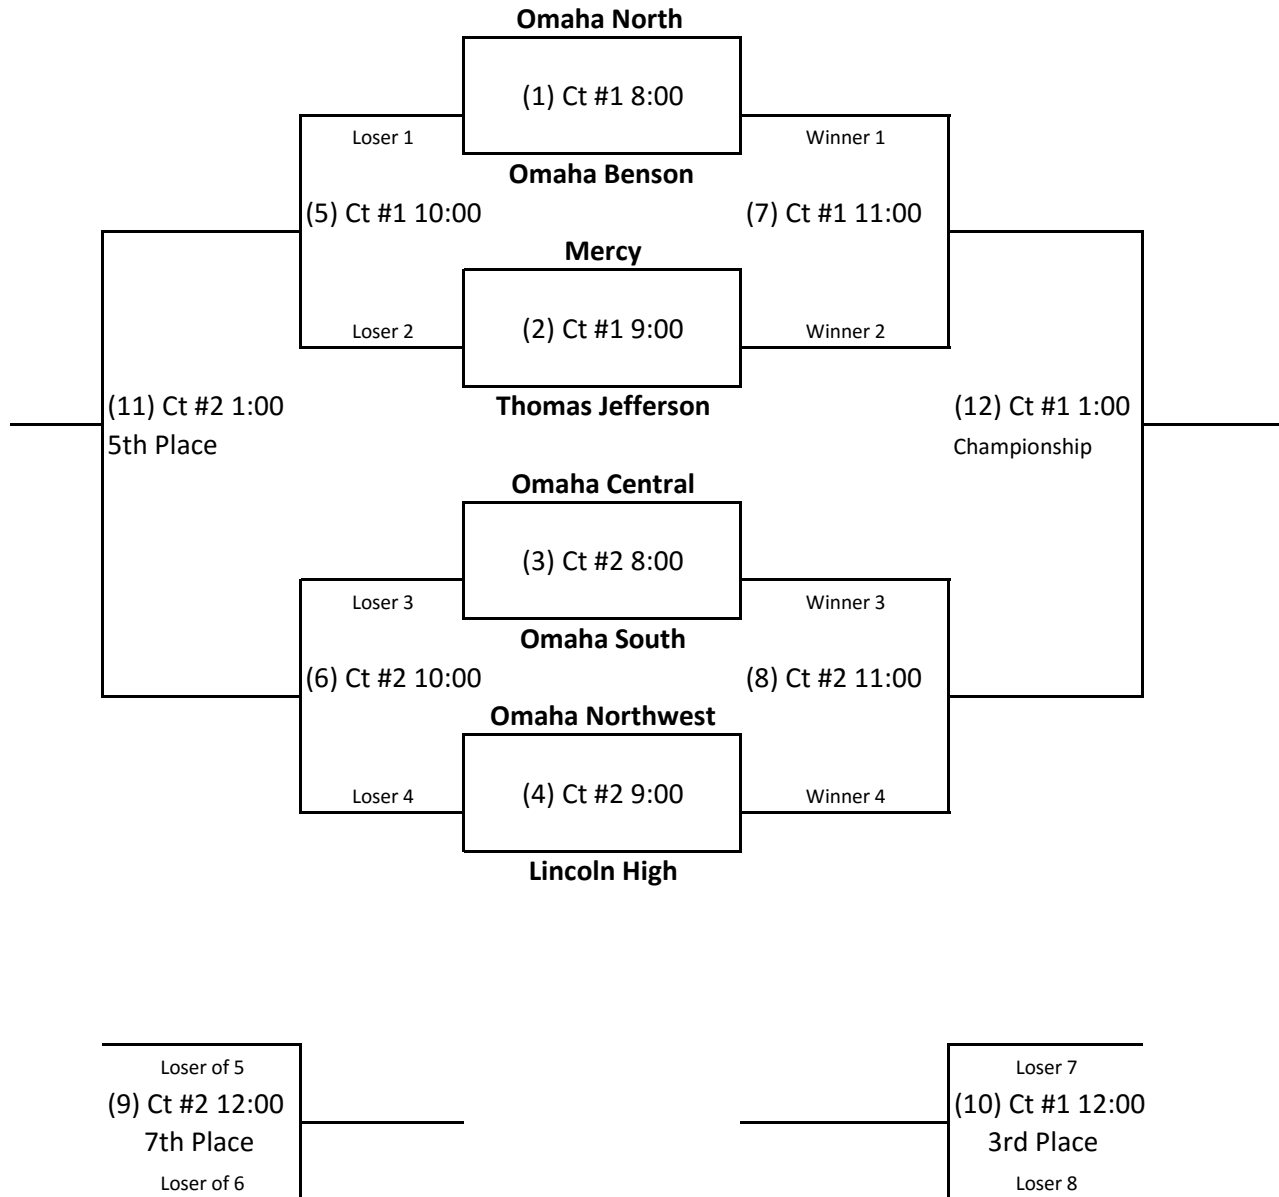 Omaha North
(1) Ct #1 8:00
Loser 1
Winner 1
Omaha Benson
(5) Ct #1 10:00
(7) Ct #1 11:00
Mercy
Loser 2
(2) Ct #1 9:00
Winner 2
Thomas Jefferson
(11) Ct #2 1:00
5th Place
(12) Ct #1 1:00
Championship
Omaha Central
(3) Ct #2 8:00
Loser 3
Winner 3
Omaha South
(6) Ct #2 10:00
(8) Ct #2 11:00
Omaha Northwest
Loser 4
(4) Ct #2 9:00
Winner 4
Lincoln High
Loser of 5
(9) Ct #2 12:00
7th Place
Loser of 6
Loser 7
(10) Ct #1 12:00
3rd Place
Loser 8